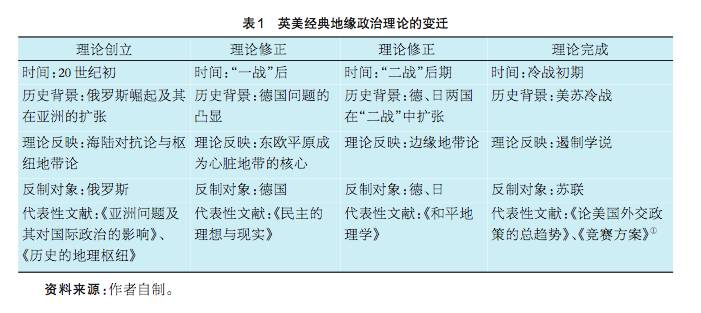 表1 英美经典地缘政治理论的变迁
理论创立 理论修正 理论修正 理论完成
时间:20世纪初 时间:“一战”后 时间:“二战”后期 时间:冷战初期
历史背景:俄罗斯崛起及其 历史背景:德国问题的 历史背景:德、日两国 历史背景:美苏冷战
在亚洲的扩张 凸显 在“二战”中扩张
理论反映:海陆对抗论与枢 理论反映:东欧平原成 理论反映:边缘地带论 理论反映:遏制学说
纽地带论 为心脏地带的核心
反制对象:俄罗斯 反制对象:德国 反制对象:德、日 反制对象:苏联
代表性文献:《亚洲问题及 代表性文献:《民主的 代表性文献:《和平地 代表性文献:《论美国外交政
其对国际政治的影响》、 理想与现实》 理学》 策的总趋势》、《竞赛方案》①
《历史的地理枢纽》
资料来源:作者自制。